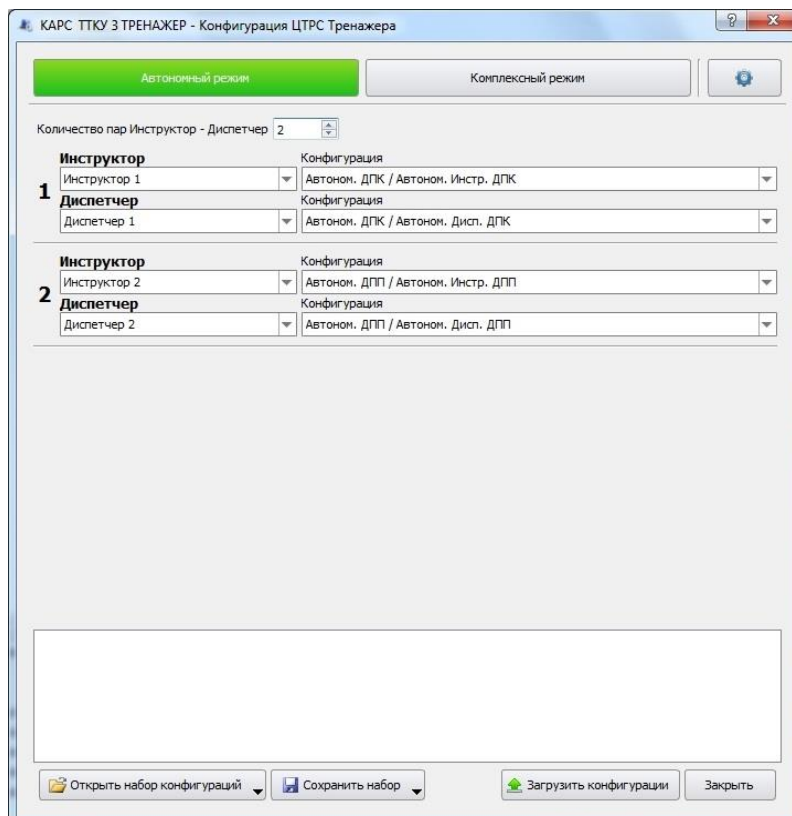 КАРС ТТКУ 3 ТРЕНАЖЕР - Конфигурация ЦТРС Тренажера
Автономный режим Комплексный режим
Количество пар Инструктор - Диспетчер 2
Инструктор Конфигурация
1
Инструктор 1 Автоном. ДПК / Автоном. Инстр. ДПК
Диспетчер Конфигурация
Диспетчер 1 Автоном. ДПК / Автоном. Дисп. ДПК
Инструктор Конфигурация
2
Инструктор 2 Автоном. ДПП / Автоном. Инстр. ДПП
Диспетчер Конфигурация
Диспетчер 2 Автоном. ДПП / Автоном. Дисп. ДПП
Открыть набор конфигураций Сохранить набор Загрузить конфигурации Закрыть